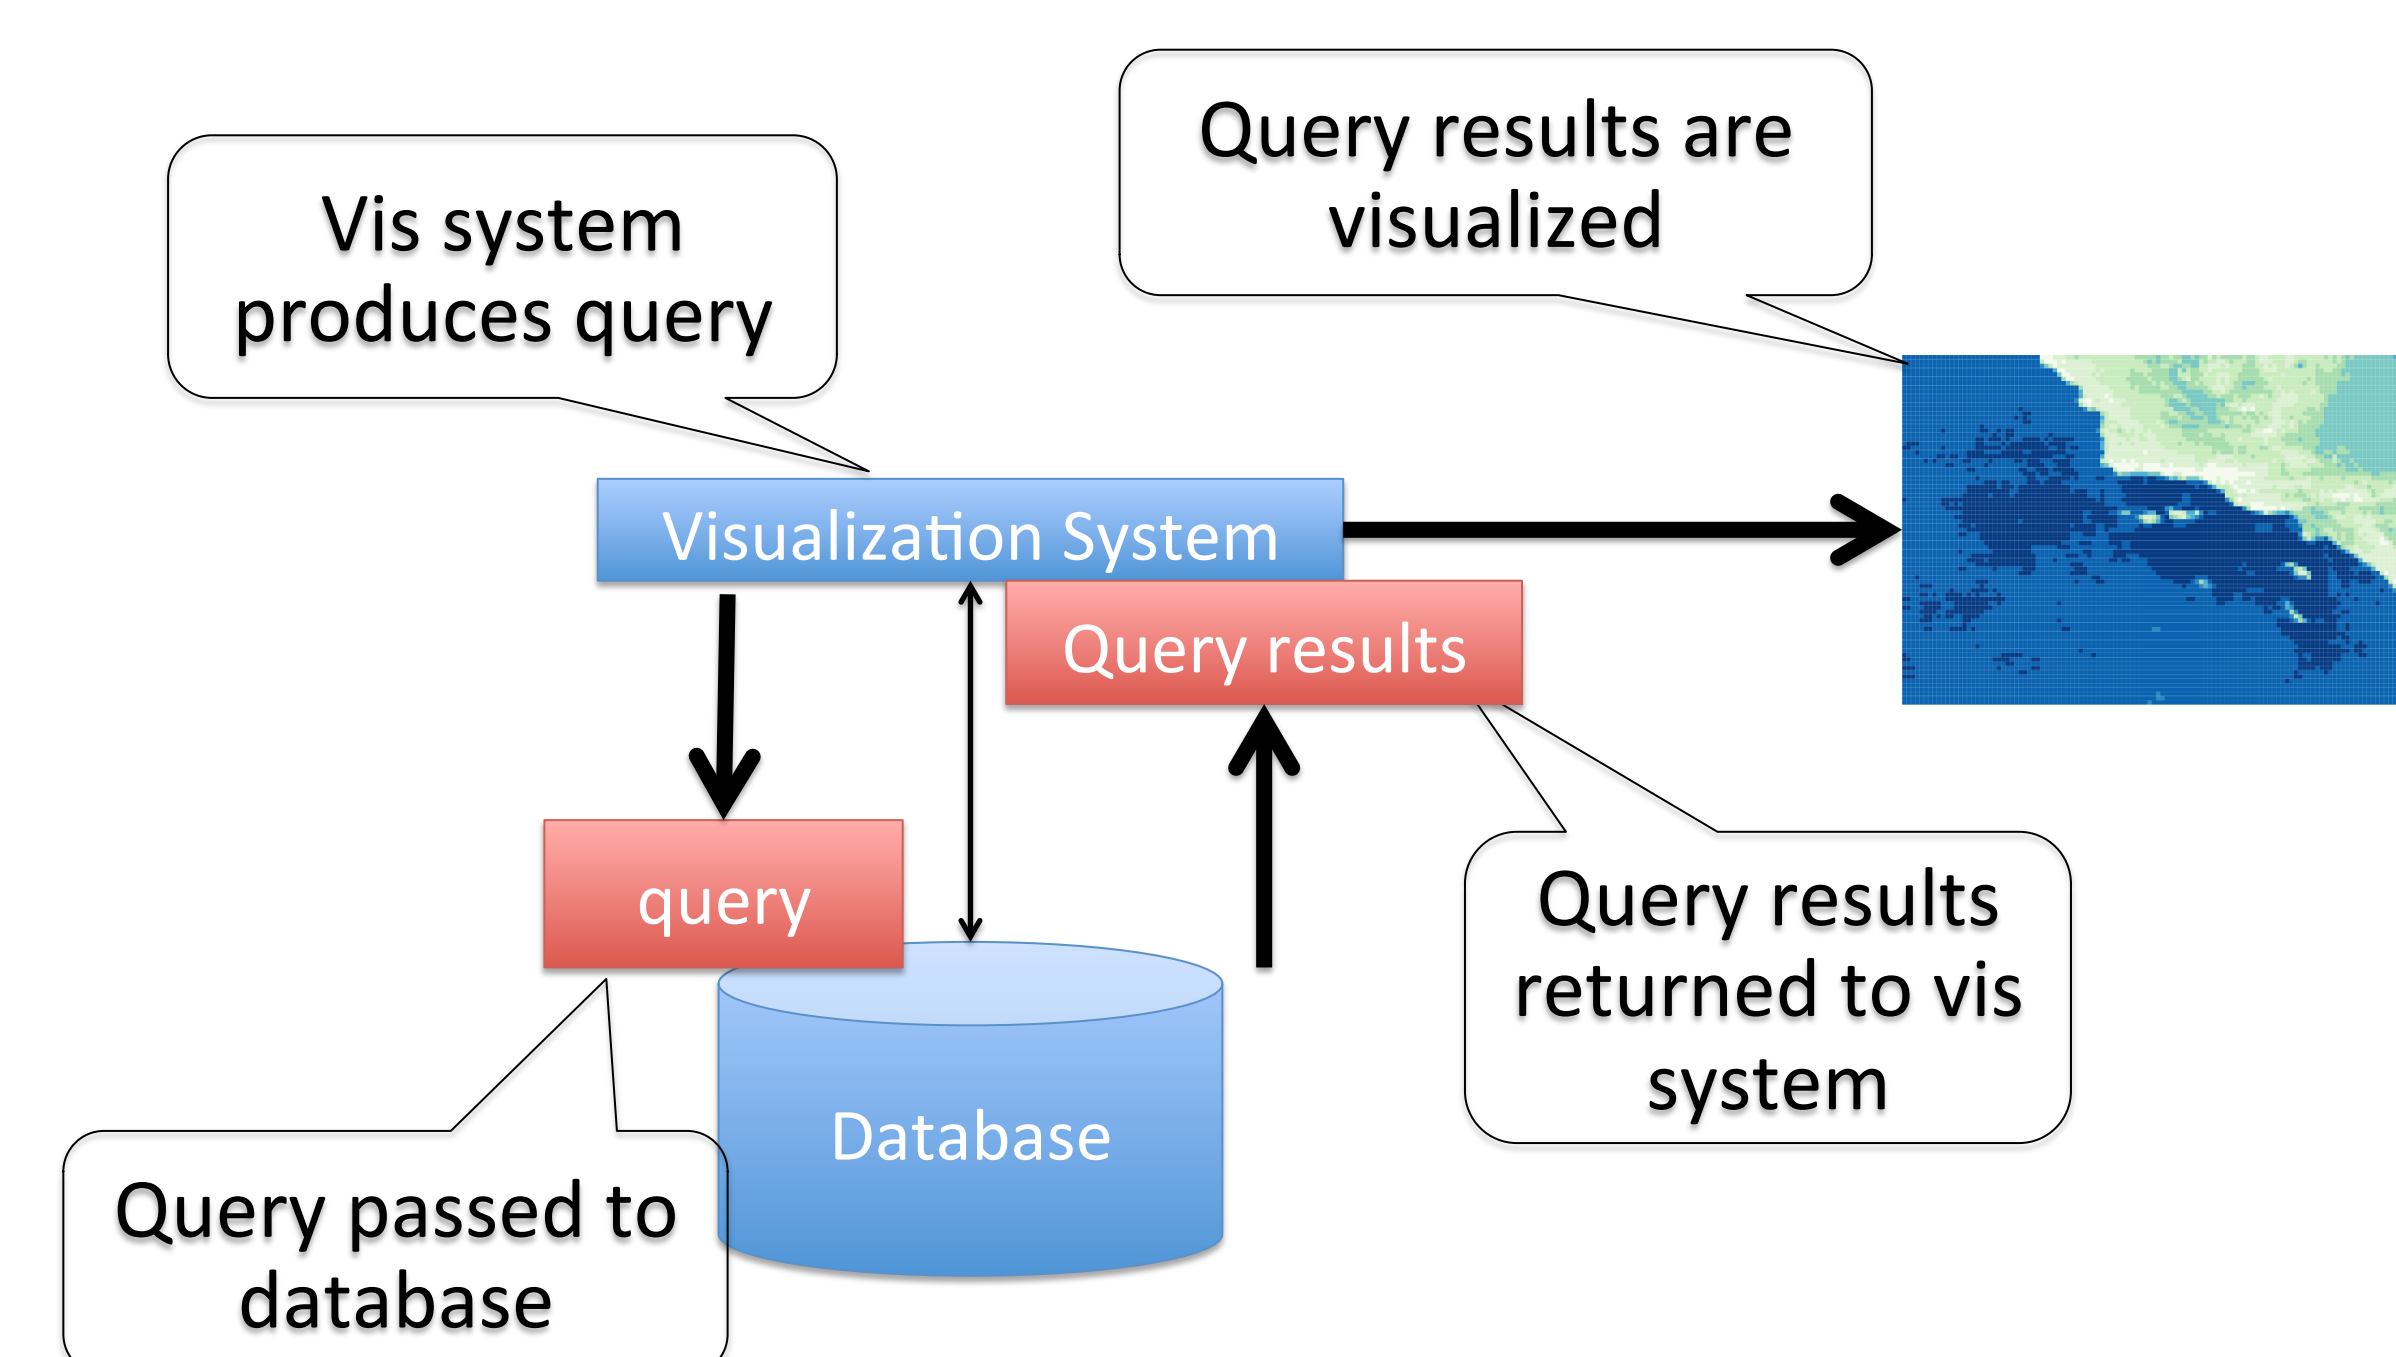 Query results are
visualized
Vis system
produces query
Visualization System
Query results
query
Query results
returned to vis
system
Database
Query passed to
database